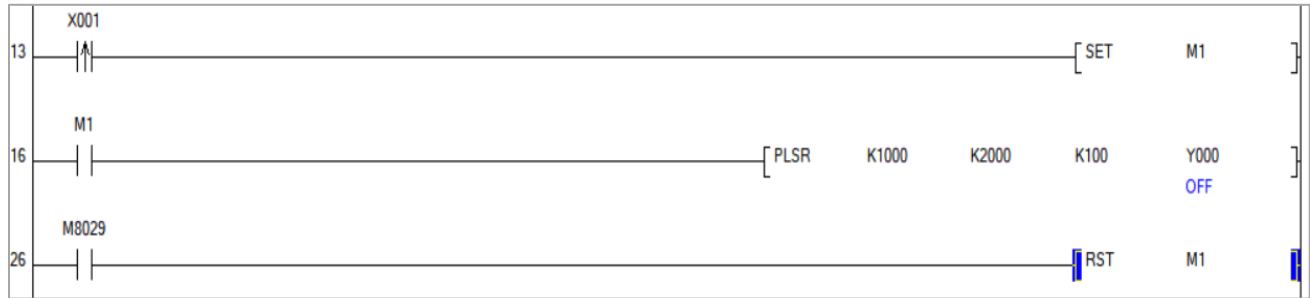 X001
13 SET M1
M1
16 PLSR K1000 K2000 K100 Y000
OFF
M8029
26 RST M1